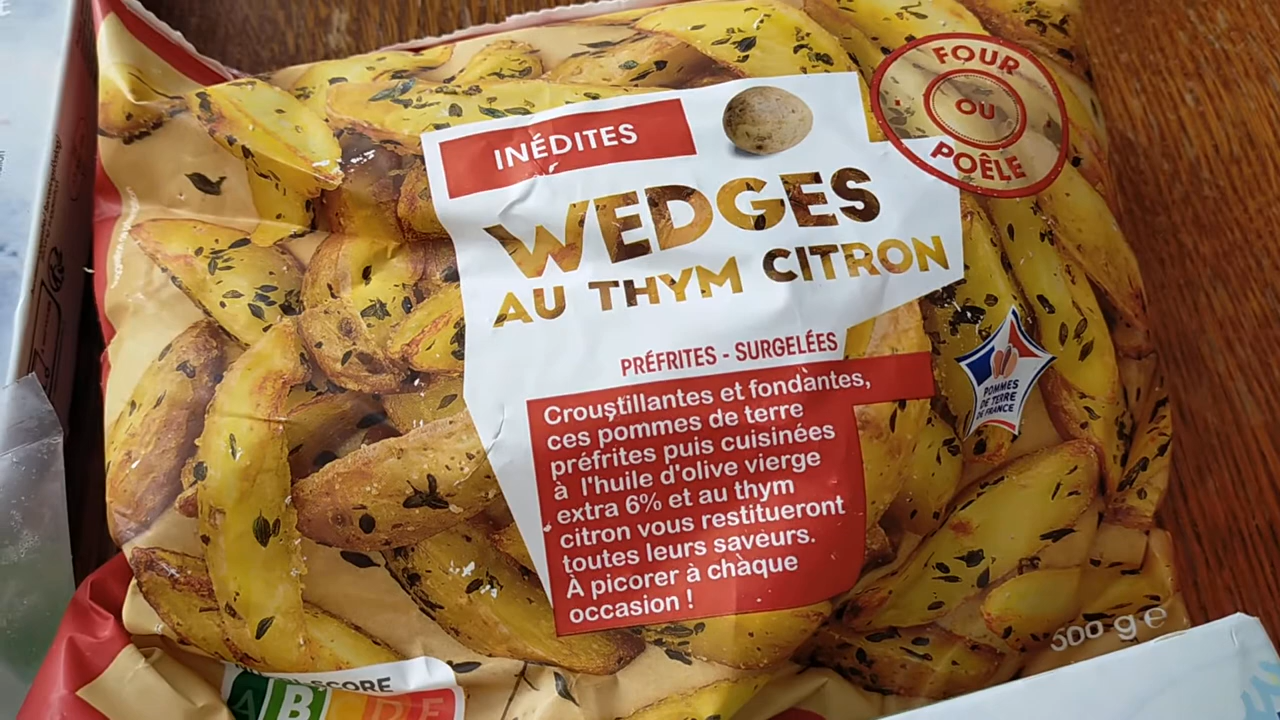 FOUR
OU
POÊLE
INÉDITES
WEDGES
AU THYM CITRON
PRÉFRITES - SURGELÉES
Croustillantes et fondantes,
ces pommes de terre
préfrites puis cuisinées
à l'huile d'olive vierge
extra 6% et au thym
citron vous restitueront
toutes leurs saveurs.
À picorer à chaque
occasion !
POMMES
DE TERRE
DE FRANCE
500 g e
SCORE
A B D E